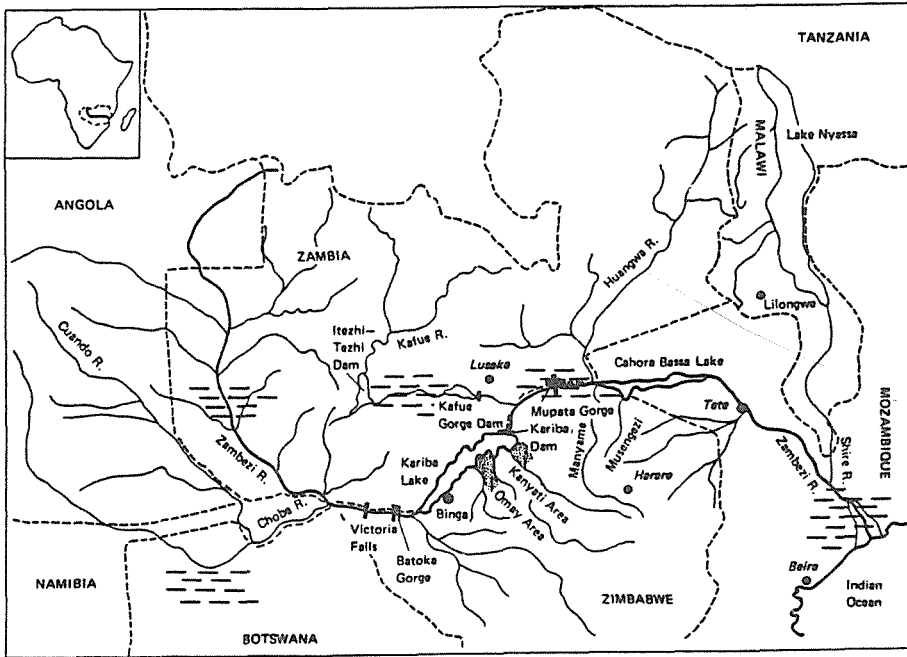 TANZANIA
MALAWI
Lake Nyassa
ANGOLA
ZAMBIA
Huangwa R.
Cuando R.
Itezhi-
Tezhi
Dam
Kafue R.
Lilongwe
Lusaka
Cahora Bassa Lake
MOZAMBIQUE
Kafue
Gorge Dam
Mupata Gorge
Kariba
Dam
Tete
Zambezi R.
Manyame
Musengezi
Zambezi R.
Shire R.
Kariba
Lake
Kanyati Area
Harare
Choba R.
Binga
Omay Area
Victoria
Falls
Batoka
Gorge
Beira
Indian
Ocean
NAMIBIA
ZIMBABWE
BOTSWANA